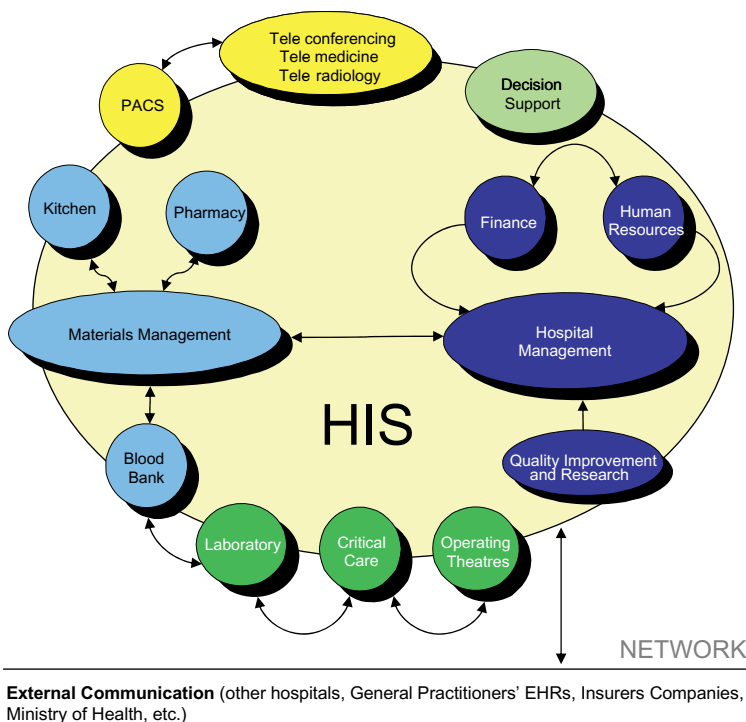 Tele conferencing
Tele medicine
Tele radiology
PACS
Decision
Support
Kitchen
Pharmacy
Finance
Human
Resources
Materials Management
Hospital
Management
HIS
Blood
Bank
Quality Improvement
and Research
Laboratory
Critical
Care
Operating
Theatres
NETWORK
External Communication (other hospitals, General Practitioners' EHRs, Insurers Companies,
Ministry of Health, etc.)